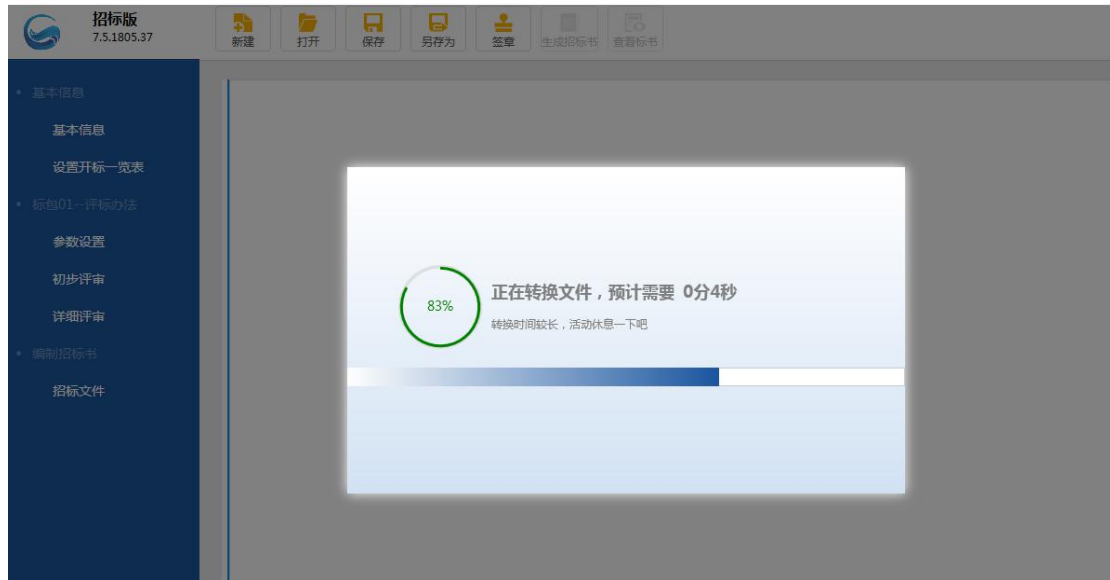 招标版
7.5.1805.37
新建 打开 保存 另存为 签章 生成招标书 查看标书
基本信息
基本信息
设置开标一览表
标包01--评标办法
参数设置
初步评审
详细评审
编制招标书
招标文件
83%
正在转换文件，预计需要 0分4秒
转换时间较长，活动休息一下吧